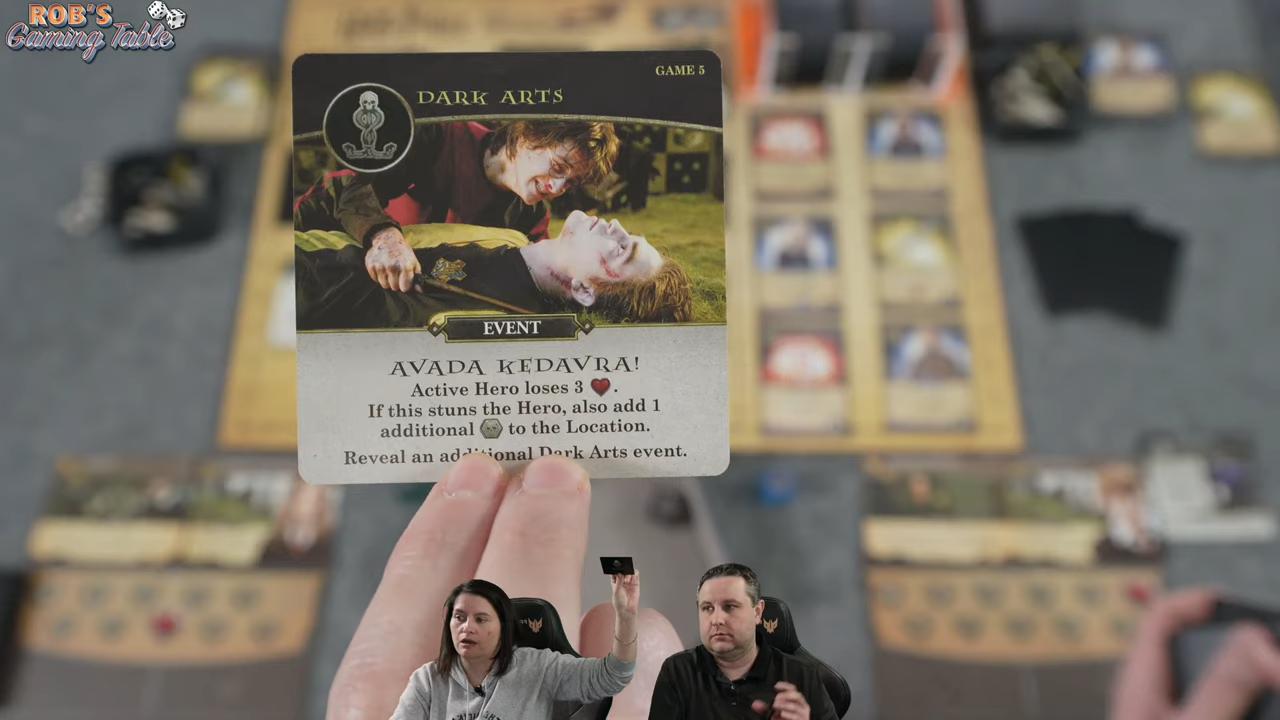 ROB'S
Gaming Table
GAME 5
DARK ARTS
EVENT
AVADA KEDAVRA!
Active Hero loses 3
.
If this stuns the Hero, also add 1
additional to the Location.
Reveal an additional Dark Arts event.